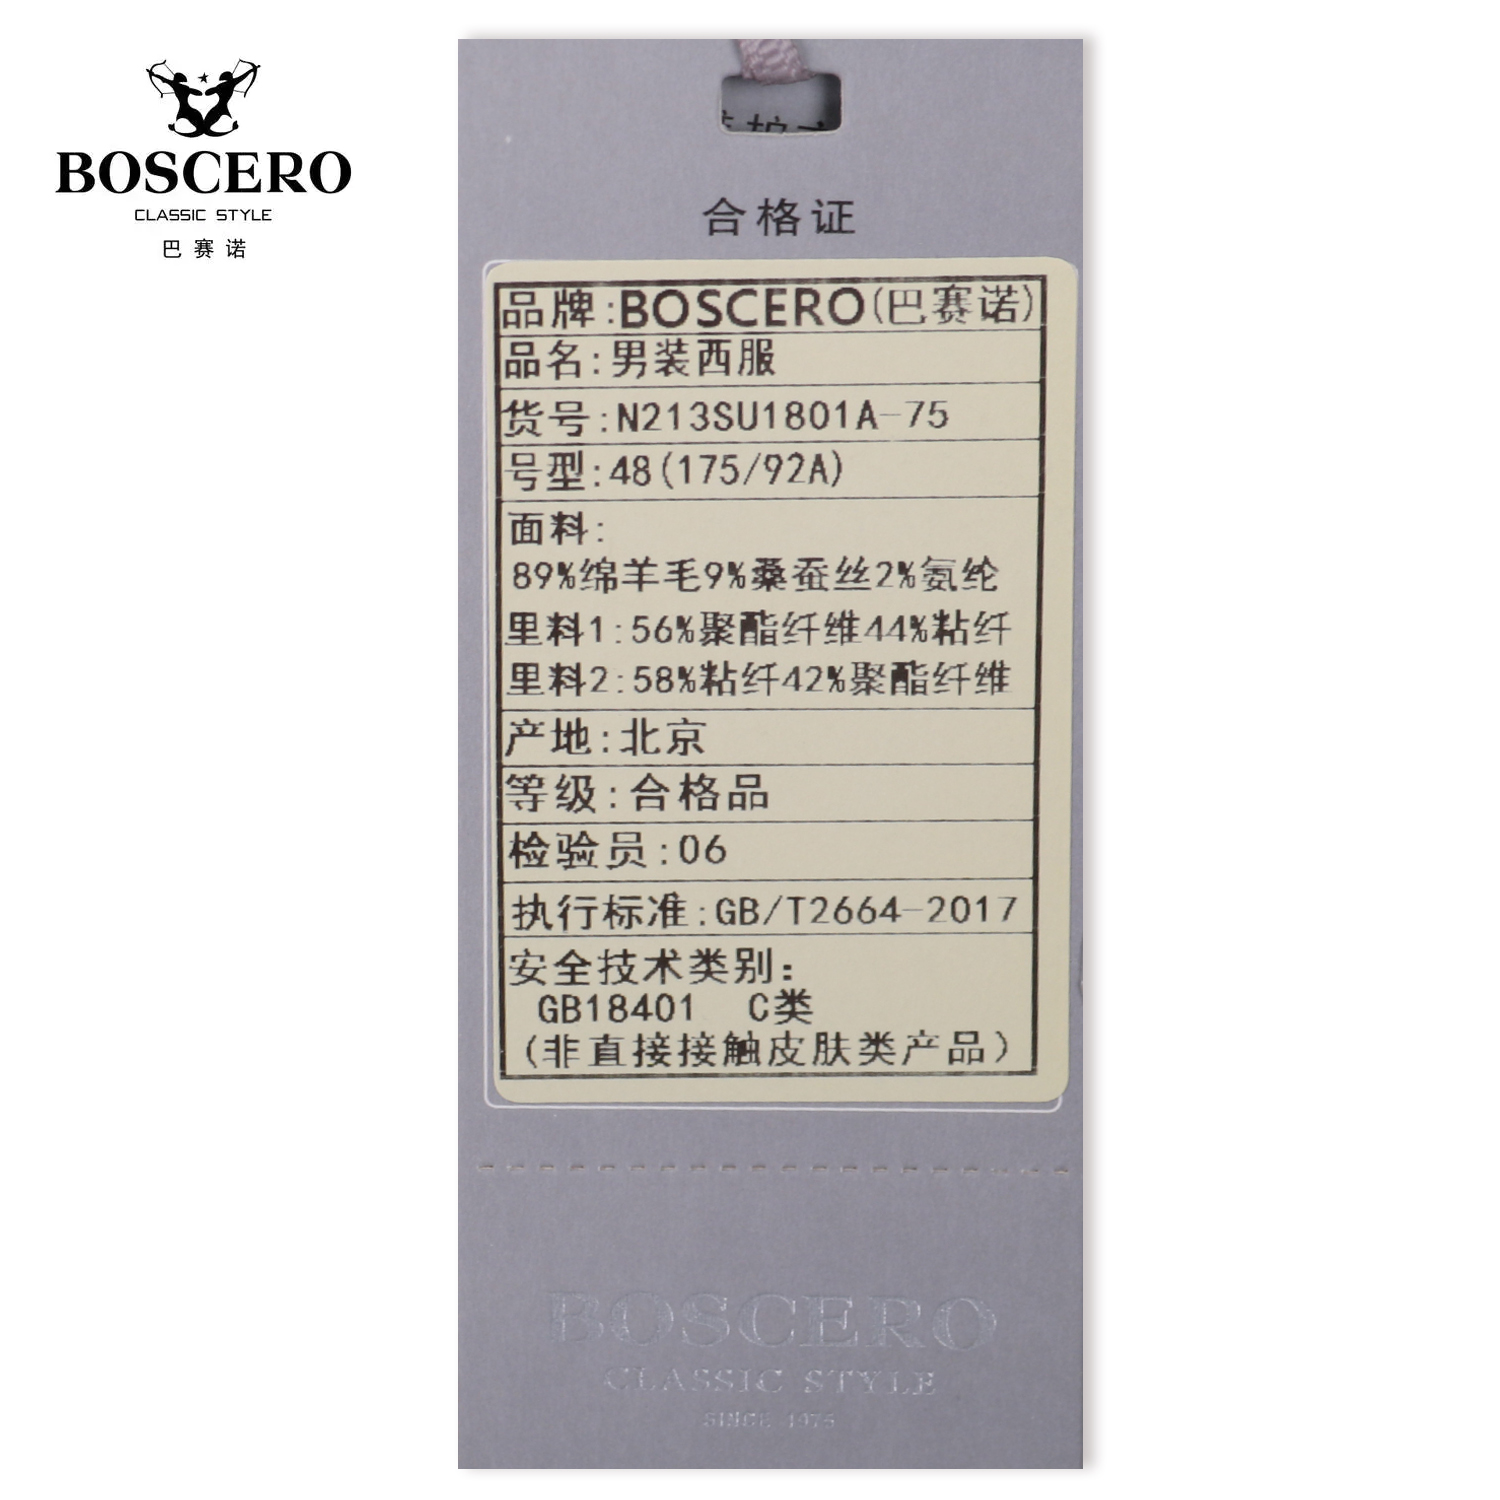 BOSCERO
CLASSIC STYLE
巴赛诺
合格证
品牌:BOSCERO(巴赛诺)
品名:男装西服
货号:N213SU1801A-75
号型:48(175/92A)
面料:
89%绵羊毛9%桑蚕丝2%氨纶
里料1:56%聚酯纤维44%粘纤
里料2:58%粘纤42%聚酯纤维
产地:北京
等级:合格品
检验员:06
执行标准:GB/T2664-2017
安全技术类别:
GB18401 C类
(非直接接触皮肤类产品)
BOSCERO
CLASSIC STYLE
SINCE 1975